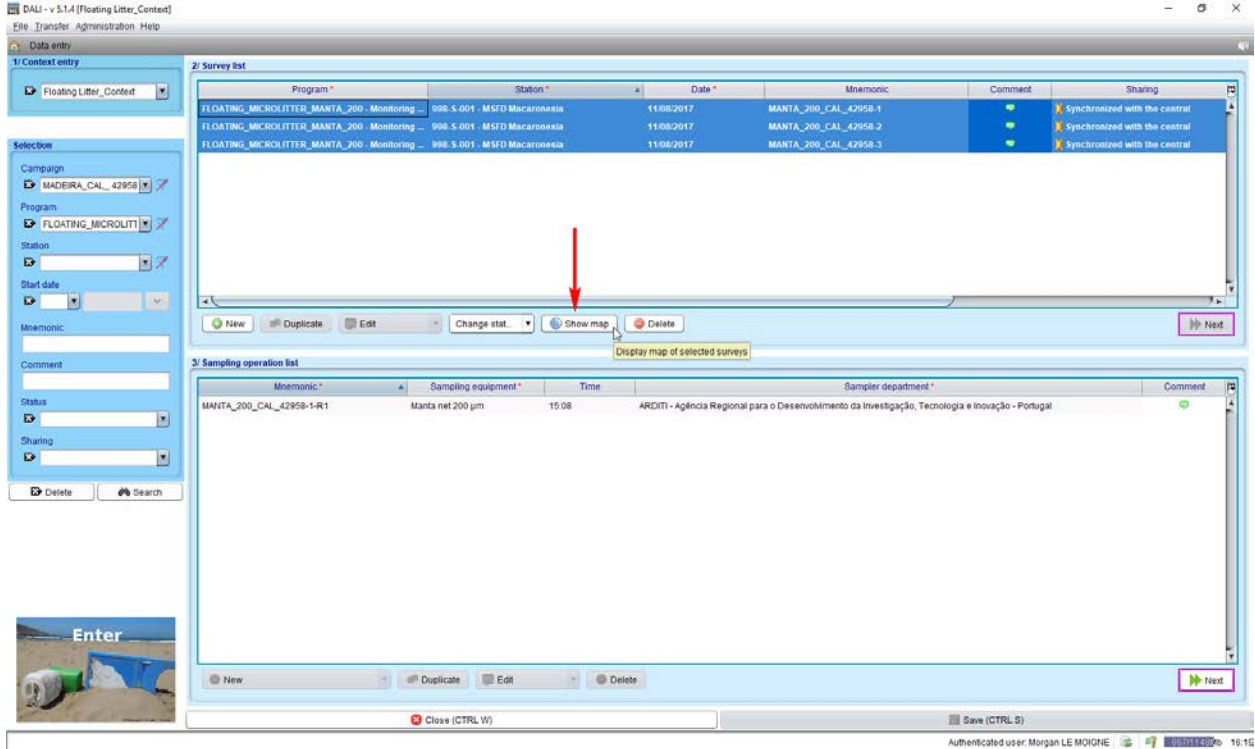 DALI - v 5.1.4 [Floating Litter_Context]
File Transfer Administration Help
Data entry
1/ Context entry
Floating Litter_Context
Selection
Campaign
MADEIRA_CAL_ 42958
Program
FLOATING_MICROLITT
Station
Start date
Mnemonic
Comment
Status
Sharing
Delete Search
Enter
2/ Survey list
Program * Station * Date * Mnemonic Comment Sharing
FLOATING_MICROLITTER_MANTA_200 - Monitoring ... 998-S-001 - MSFD Macaronesia 11/08/2017 MANTA_200_CAL_42958-1 Synchronized with the central
FLOATING_MICROLITTER_MANTA_200 - Monitoring ... 998-S-001 - MSFD Macaronesia 11/08/2017 MANTA_200_CAL_42958-2 Synchronized with the central
FLOATING_MICROLITTER_MANTA_200 - Monitoring ... 998-S-001 - MSFD Macaronesia 11/08/2017 MANTA_200_CAL_42958-3 Synchronized with the central
New Duplicate Edit Change stat... Show map Delete Next
Display map of selected surveys
3/ Sampling operation list
Mnemonic * Sampling equipment * Time Sampler department * Comment
MANTA_200_CAL_42958-1-R1 Manta net 200 µm 15:08 ARDITI - Agência Regional para o Desenvolvimento da Investigação, Tecnologia e Inovação - Portugal
New Duplicate Edit Delete Next
Close (CTRL W) Save (CTRL S)
Authenticated user: Morgan LE MOIGNE